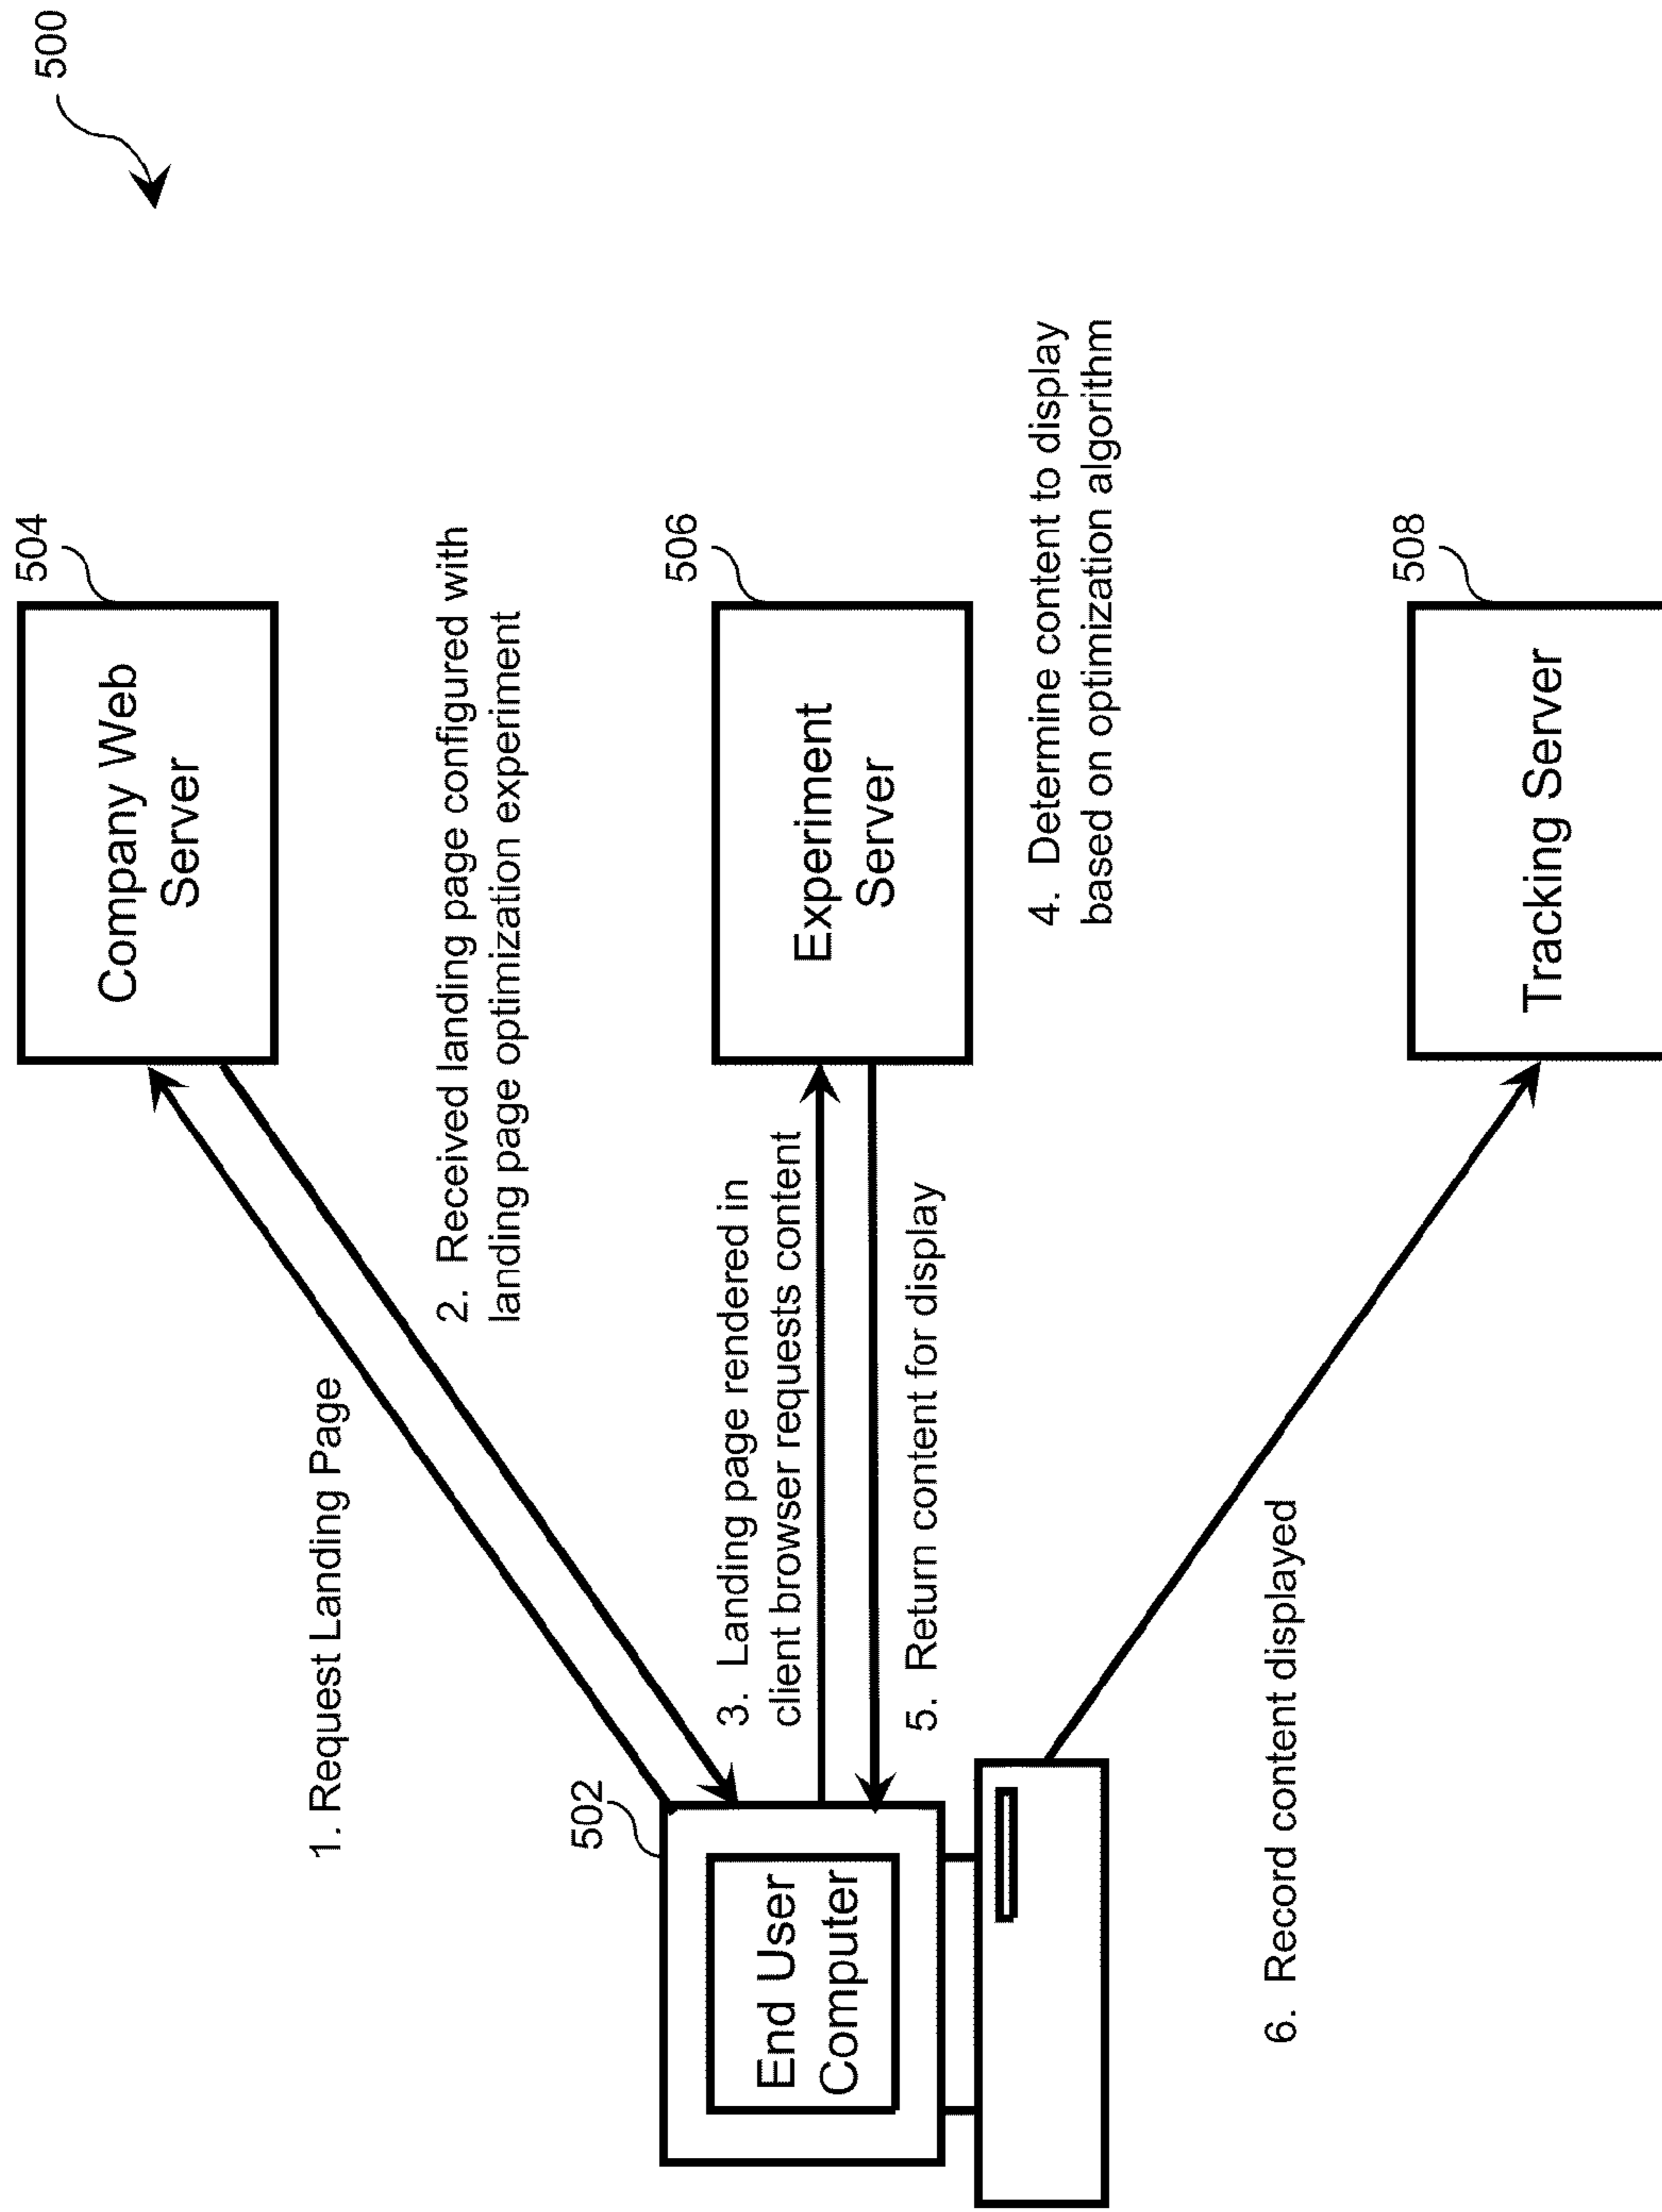 500
504
Company Web
Server
1. Request Landing Page
2. Received landing page configured with
landing page optimization experiment
502
End User
Computer
506
Experiment
Server
3. Landing page rendered in
client browser requests content
5. Return content for display
4. Determine content to display
based on optimization algorithm
508
Tracking Server
6. Record content displayed